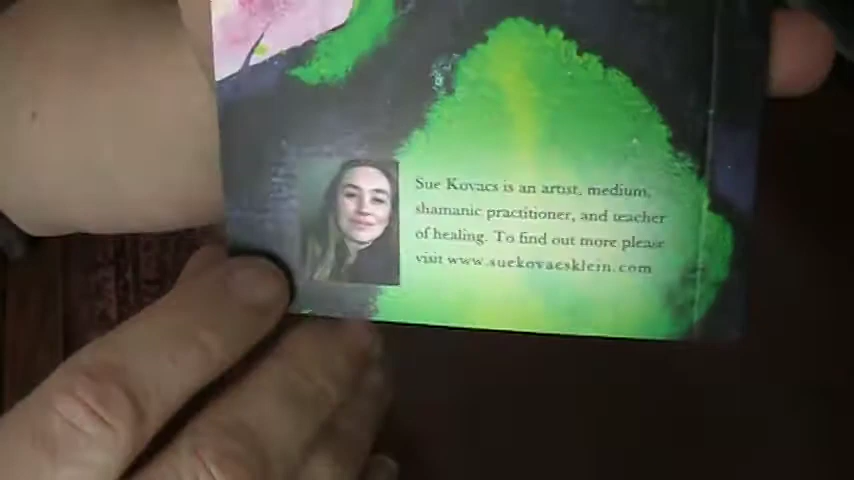 Sue Kovacs is an artist, medium,
shamanic practitioner, and teacher
of healing. To find out more please
visit www.suekovacsklein.com